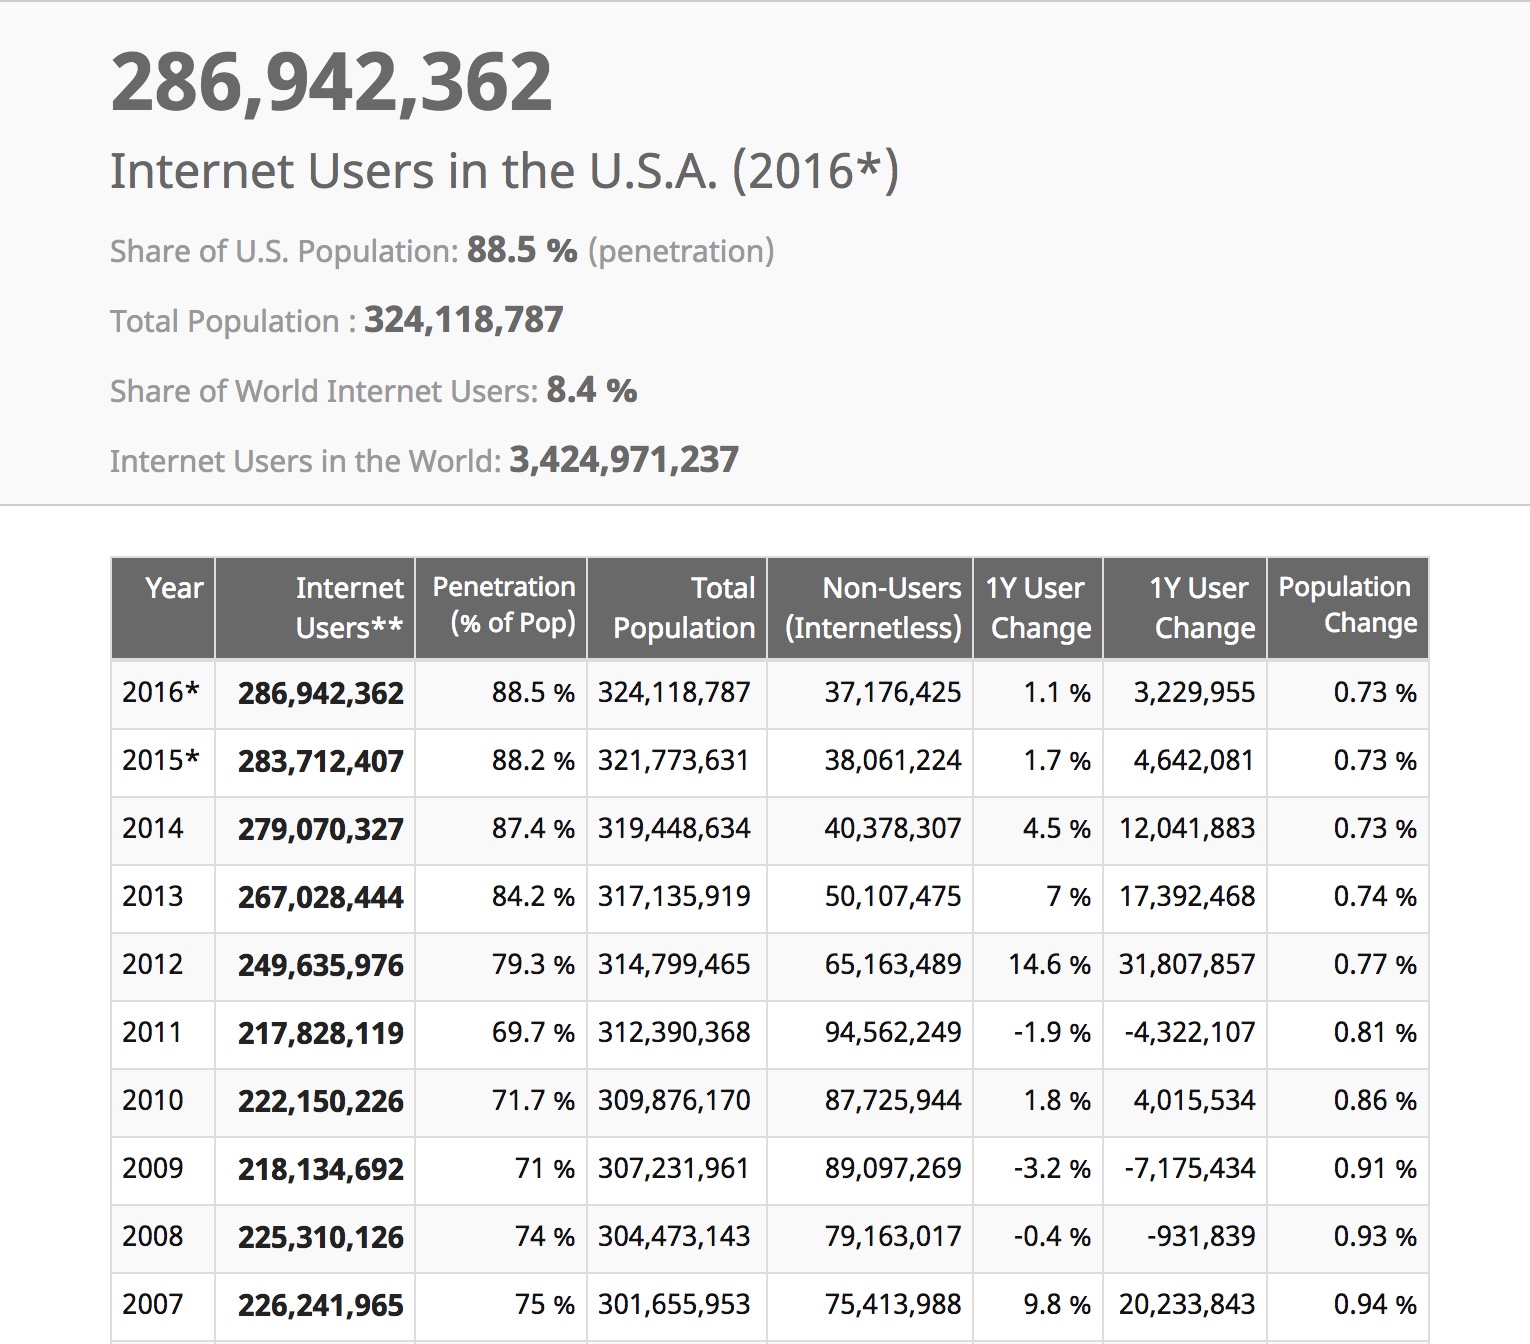 286,942,362
Internet Users in the U.S.A. (2016*)
Share of U.S. Population: 88.5 % (penetration)
Total Population : 324,118,787
Share of World Internet Users: 8.4 %
Internet Users in the World: 3,424,971,237
Year Internet Users** Penetration (% of Pop) Total Population Non-Users (Internetless) 1Y User Change 1Y User Change Population Change
2016* 286,942,362 88.5 % 324,118,787 37,176,425 1.1 % 3,229,955 0.73 %
2015* 283,712,407 88.2 % 321,773,631 38,061,224 1.7 % 4,642,081 0.73 %
2014 279,070,327 87.4 % 319,448,634 40,378,307 4.5 % 12,041,883 0.73 %
2013 267,028,444 84.2 % 317,135,919 50,107,475 7 % 17,392,468 0.74 %
2012 249,635,976 79.3 % 314,799,465 65,163,489 14.6 % 31,807,857 0.77 %
2011 217,828,119 69.7 % 312,390,368 94,562,249 -1.9 % -4,322,107 0.81 %
2010 222,150,226 71.7 % 309,876,170 87,725,944 1.8 % 4,015,534 0.86 %
2009 218,134,692 71 % 307,231,961 89,097,269 -3.2 % -7,175,434 0.91 %
2008 225,310,126 74 % 304,473,143 79,163,017 -0.4 % -931,839 0.93 %
2007 226,241,965 75 % 301,655,953 75,413,988 9.8 % 20,233,843 0.94 %